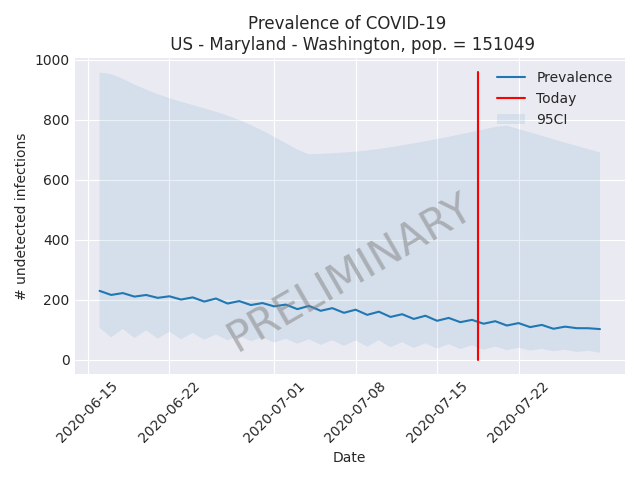 Prevalence of COVID-19
US - Maryland - Washington, pop. = 151049
1000
800
600
400
200
0
# undetected infections
Prevalence
Today
95CI
PRELIMINARY
2020-06-15
2020-06-22
2020-07-01
2020-07-08
2020-07-15
2020-07-22
Date